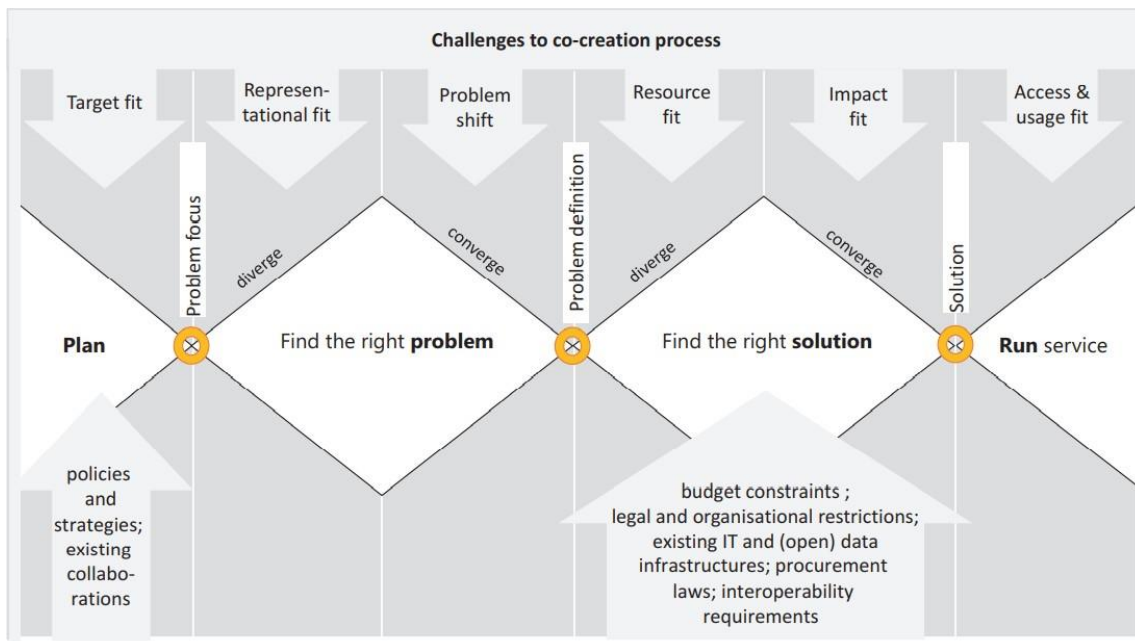 Challenges to co-creation process
Target fit
Represen-
tational fit
Problem
shift
Resource
fit
Impact
fit
Access &
usage fit
Problem focus
diverge
converge
Problem definition
diverge
converge
Solution
Plan
Find the right problem
Find the right solution
Run service
policies
and
strategies;
existing
collabo-
rations
budget constraints ;
legal and organisational restrictions;
existing IT and (open) data
infrastructures; procurement
laws; interoperability
requirements